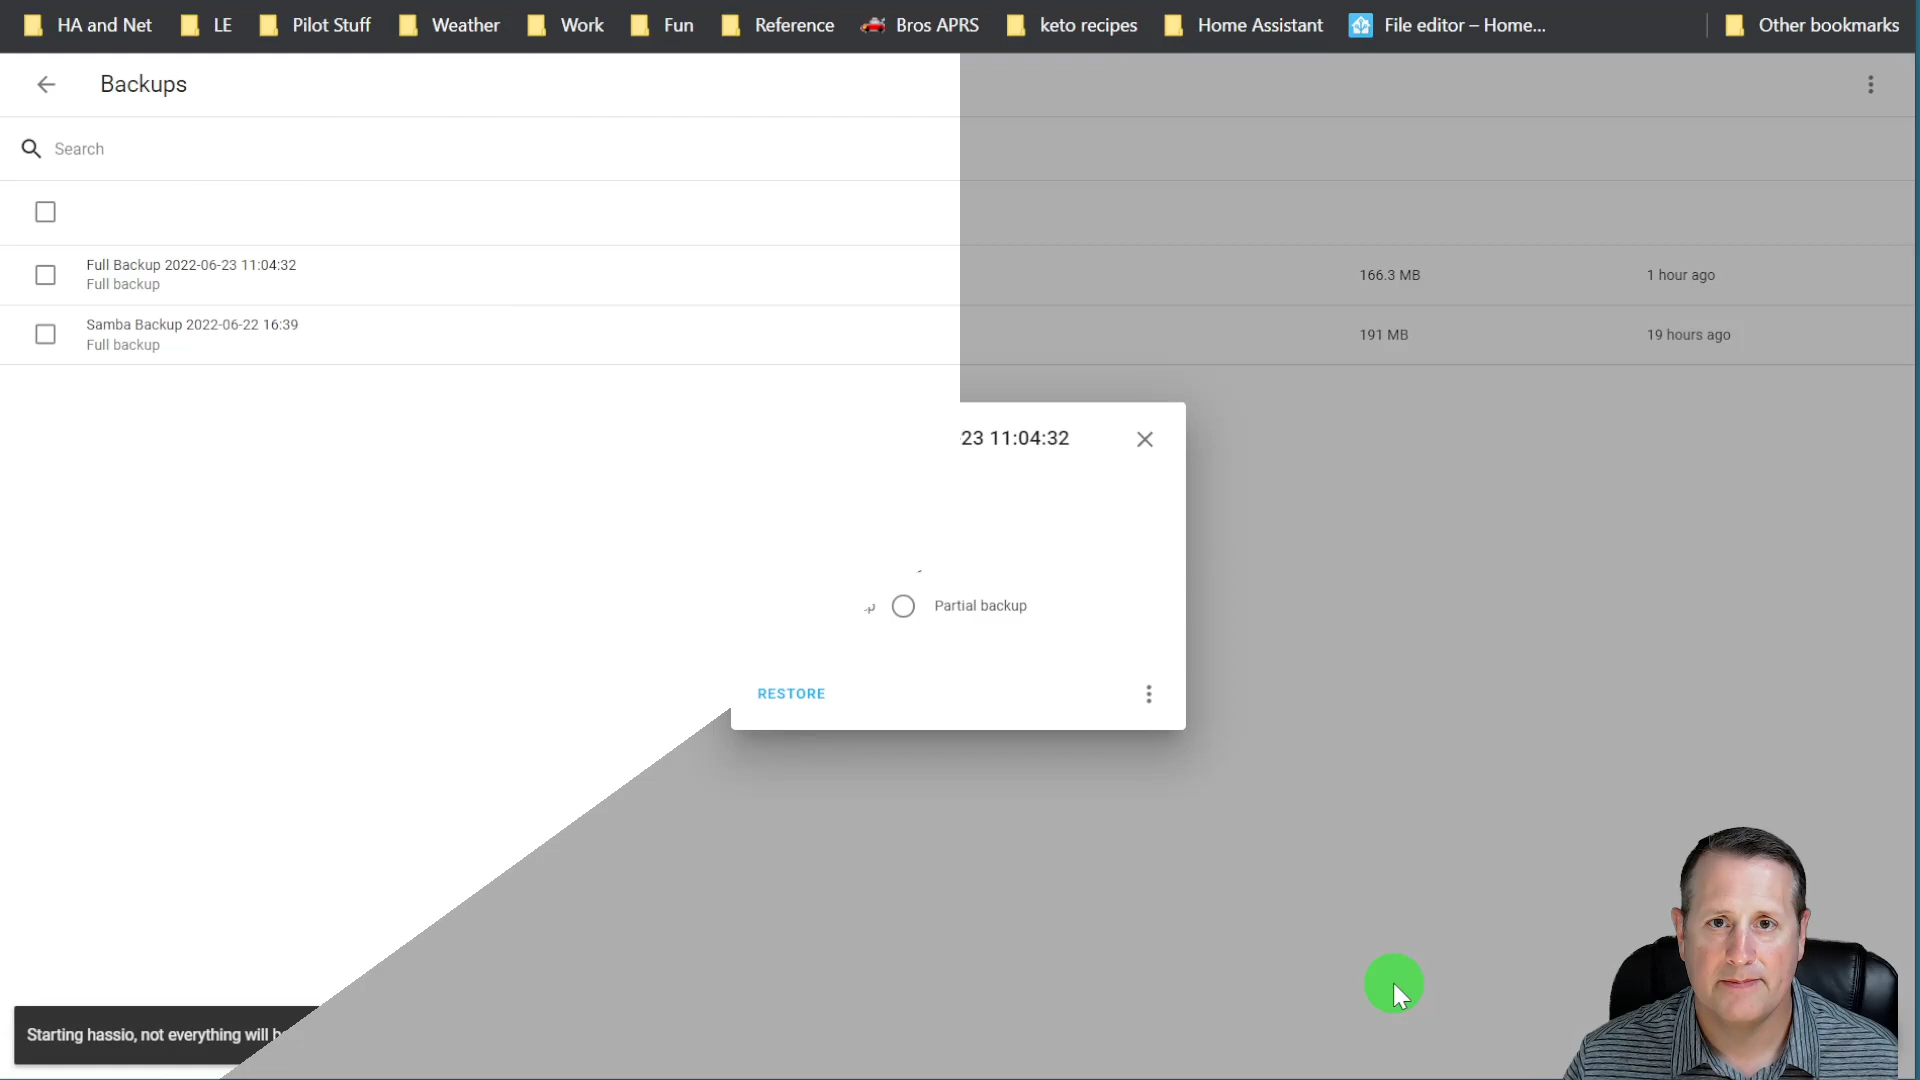 HA and Net LE Pilot Stuff Weather Work Fun Reference Bros APRS keto recipes Home Assistant File editor – Home... Other bookmarks
Backups
Search
Full Backup 2022-06-23 11:04:32
Full backup
166.3 MB
1 hour ago
Samba Backup 2022-06-22 16:39
Full backup
191 MB
19 hours ago
23 11:04:32
Partial backup
RESTORE
Starting hassio, not everything will